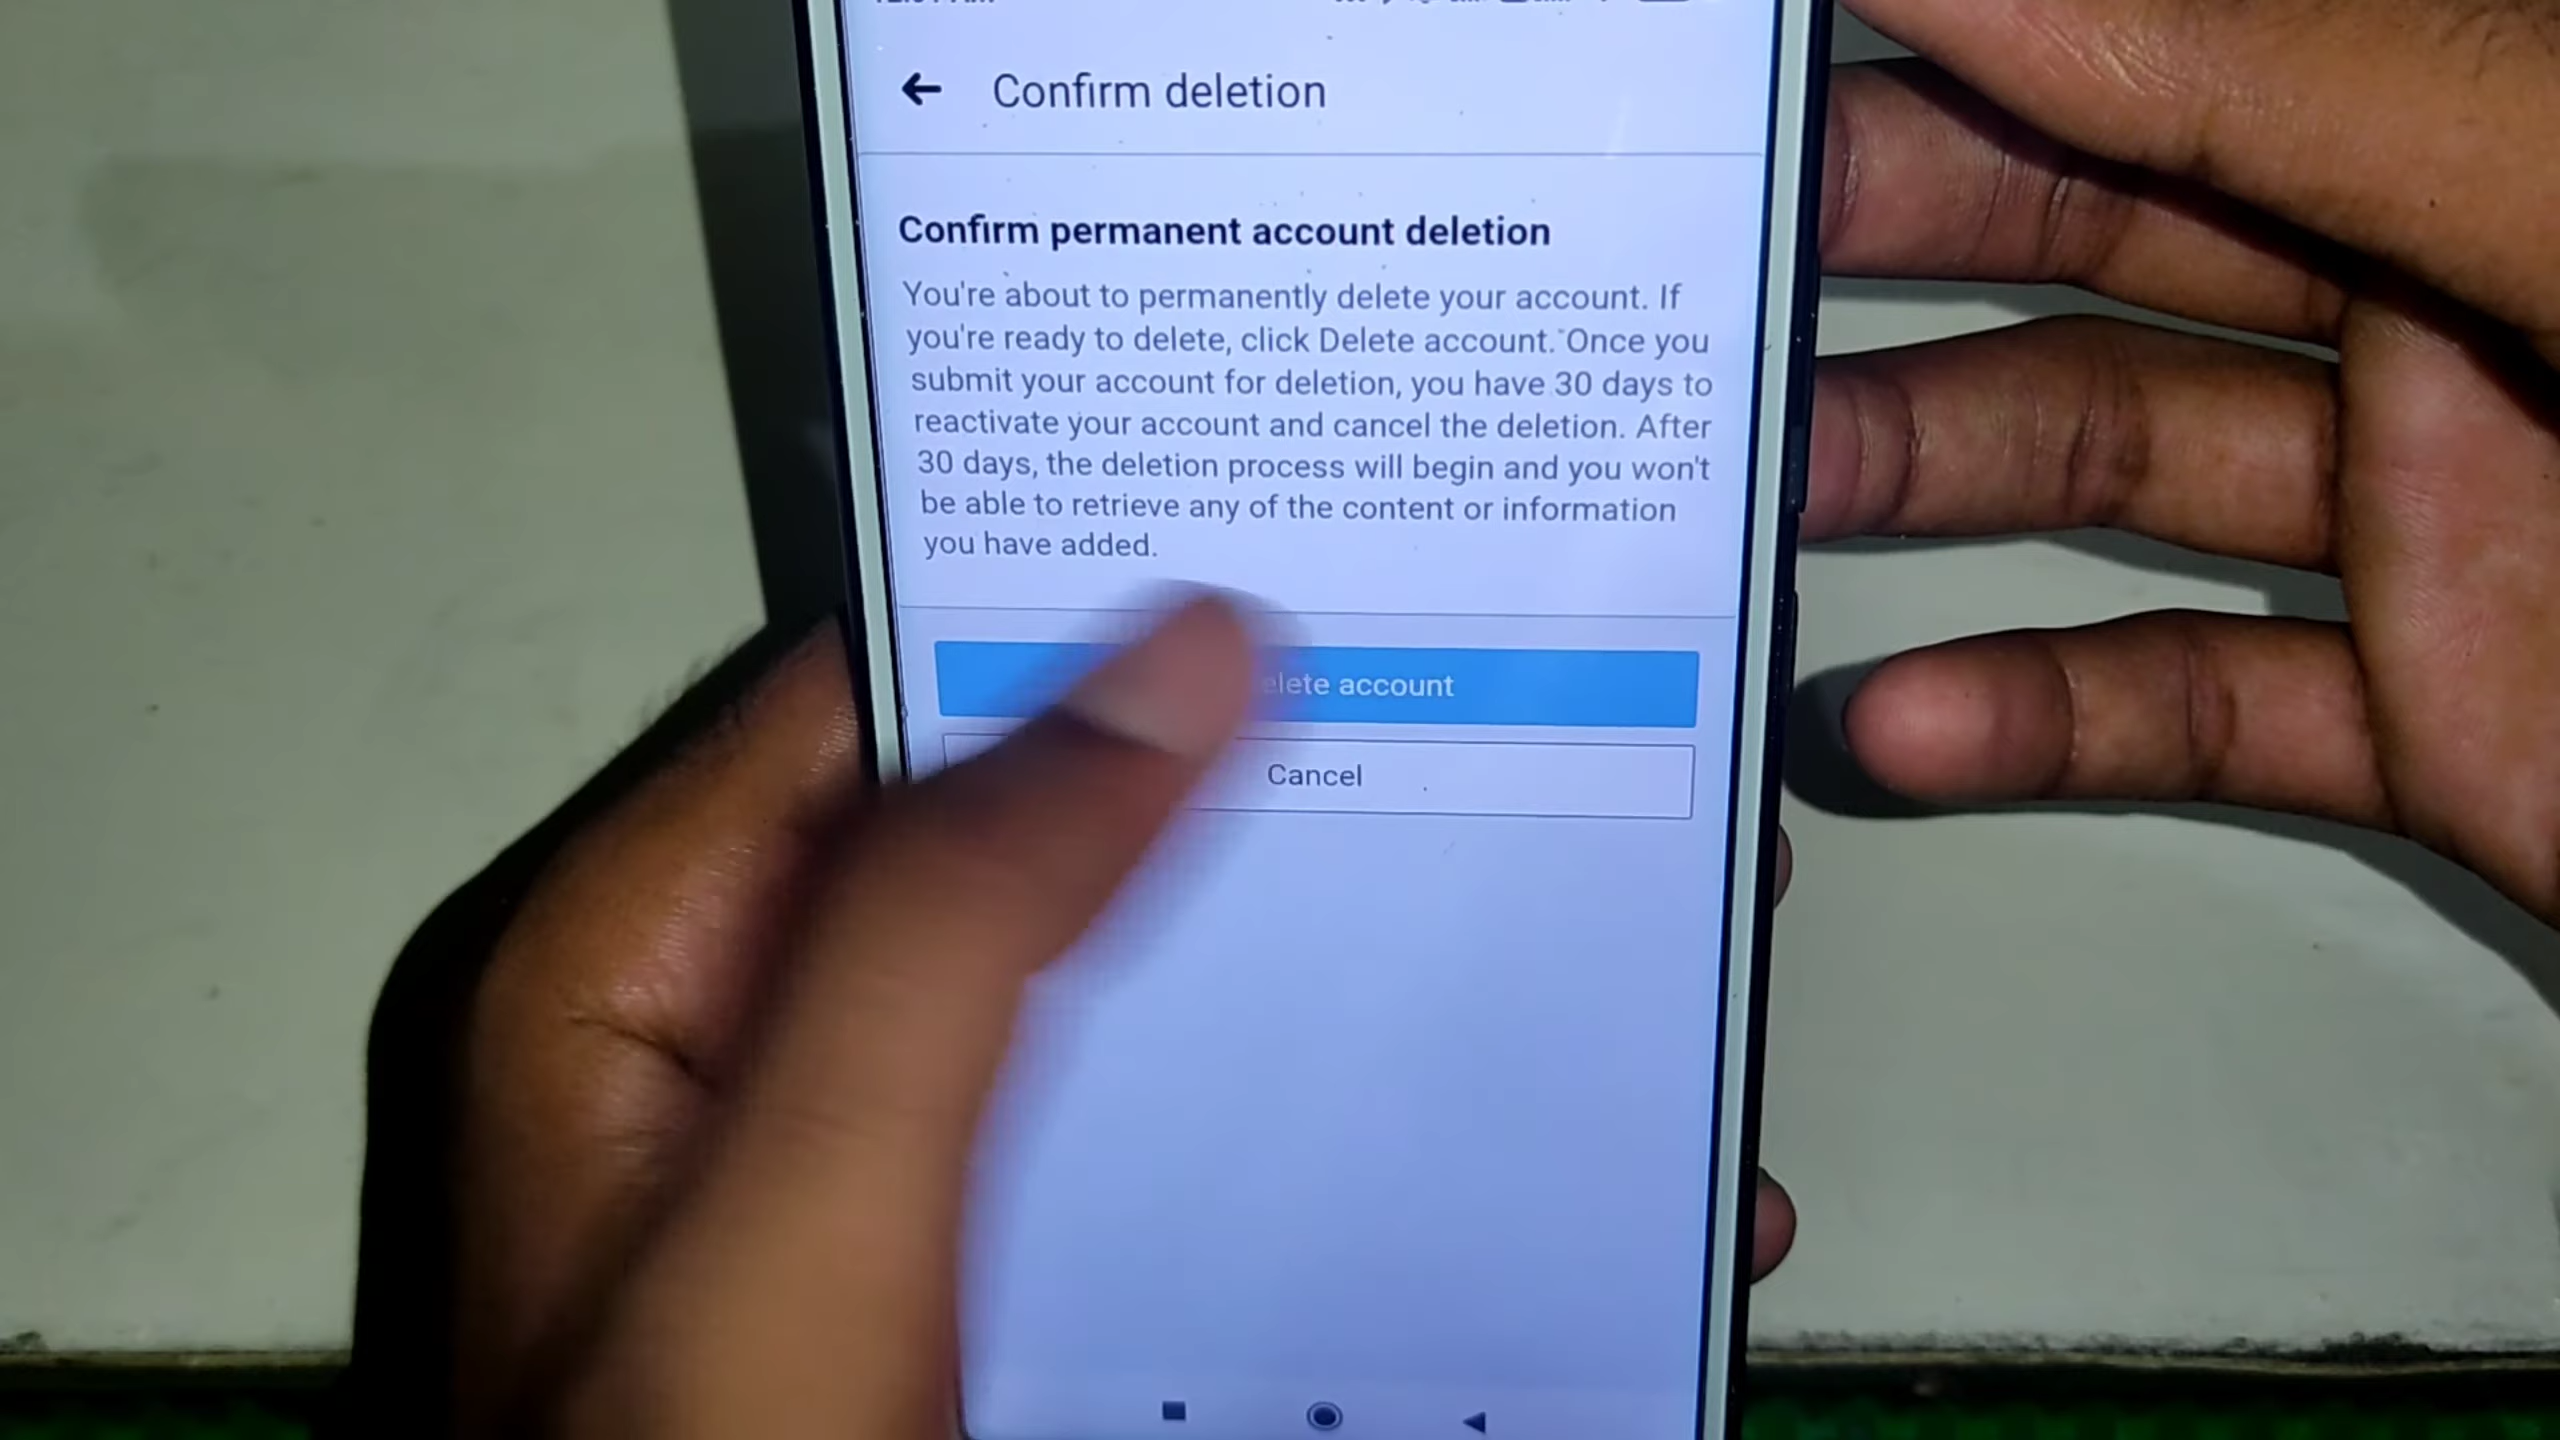 Confirm deletion
Confirm permanent account deletion
You're about to permanently delete your account. If
you're ready to delete, click Delete account. Once you
submit your account for deletion, you have 30 days to
reactivate your account and cancel the deletion. After
30 days, the deletion process will begin and you won't
be able to retrieve any of the content or information
you have added.
elete account
Cancel